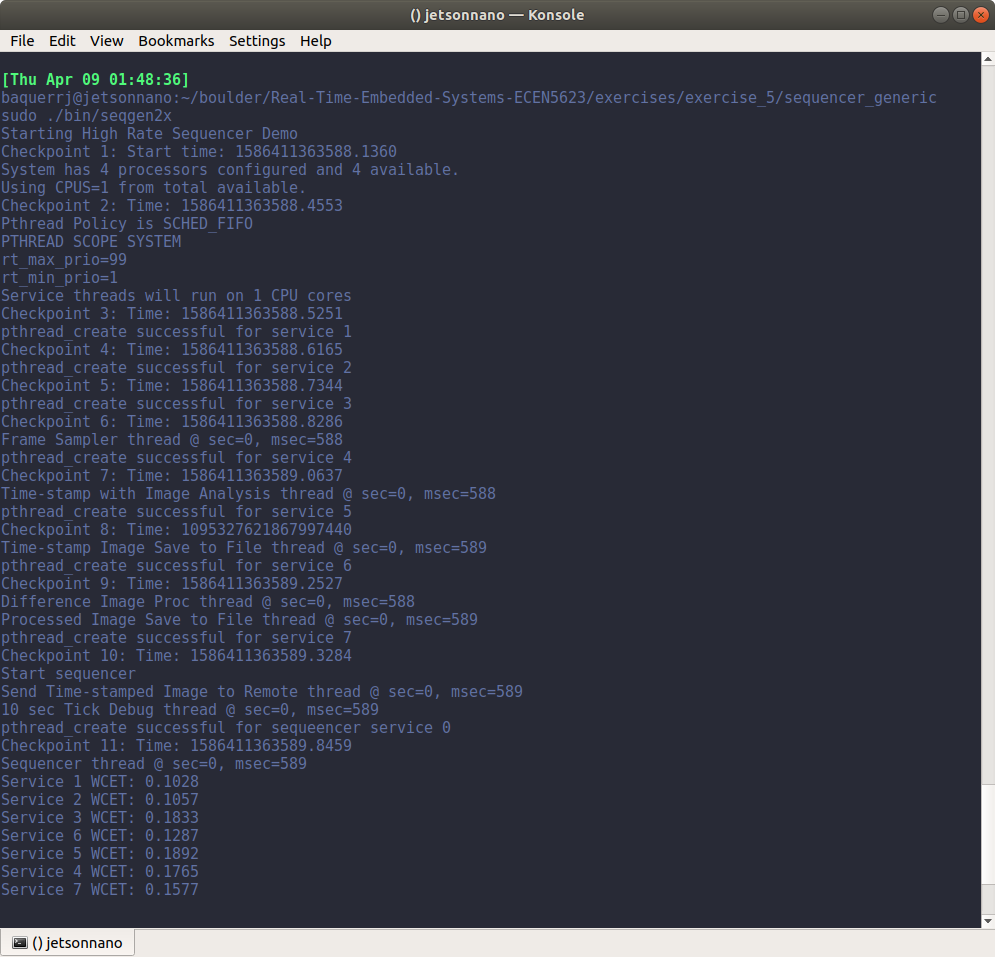 () jetsonnano — Konsole
File Edit View Bookmarks Settings Help
[Thu Apr 09 01:48:36]
baquerrj@jetsonnano:~/boulder/Real-Time-Embedded-Systems-ECEN5623/exercises/exercise_5/sequencer_generic
sudo ./bin/seqgen2x
Starting High Rate Sequencer Demo
Checkpoint 1: Start time: 1586411363588.1360
System has 4 processors configured and 4 available.
Using CPUS=1 from total available.
Checkpoint 2: Time: 1586411363588.4553
Pthread Policy is SCHED_FIFO
PTHREAD SCOPE SYSTEM
rt_max_prio=99
rt_min_prio=1
Service threads will run on 1 CPU cores
Checkpoint 3: Time: 1586411363588.5251
pthread_create successful for service 1
Checkpoint 4: Time: 1586411363588.6165
pthread_create successful for service 2
Checkpoint 5: Time: 1586411363588.7344
pthread_create successful for service 3
Checkpoint 6: Time: 1586411363588.8286
Frame Sampler thread @ sec=0, msec=588
pthread_create successful for service 4
Checkpoint 7: Time: 1586411363589.0637
Time-stamp with Image Analysis thread @ sec=0, msec=588
pthread_create successful for service 5
Checkpoint 8: Time: 1095327621867997440
Time-stamp Image Save to File thread @ sec=0, msec=589
pthread_create successful for service 6
Checkpoint 9: Time: 1586411363589.2527
Difference Image Proc thread @ sec=0, msec=588
Processed Image Save to File thread @ sec=0, msec=589
pthread_create successful for service 7
Checkpoint 10: Time: 1586411363589.3284
Start sequencer
Send Time-stamped Image to Remote thread @ sec=0, msec=589
10 sec Tick Debug thread @ sec=0, msec=589
pthread_create successful for sequeencer service 0
Checkpoint 11: Time: 1586411363589.8459
Sequencer thread @ sec=0, msec=589
Service 1 WCET: 0.1028
Service 2 WCET: 0.1057
Service 3 WCET: 0.1833
Service 6 WCET: 0.1287
Service 5 WCET: 0.1892
Service 4 WCET: 0.1765
Service 7 WCET: 0.1577
() jetsonnano